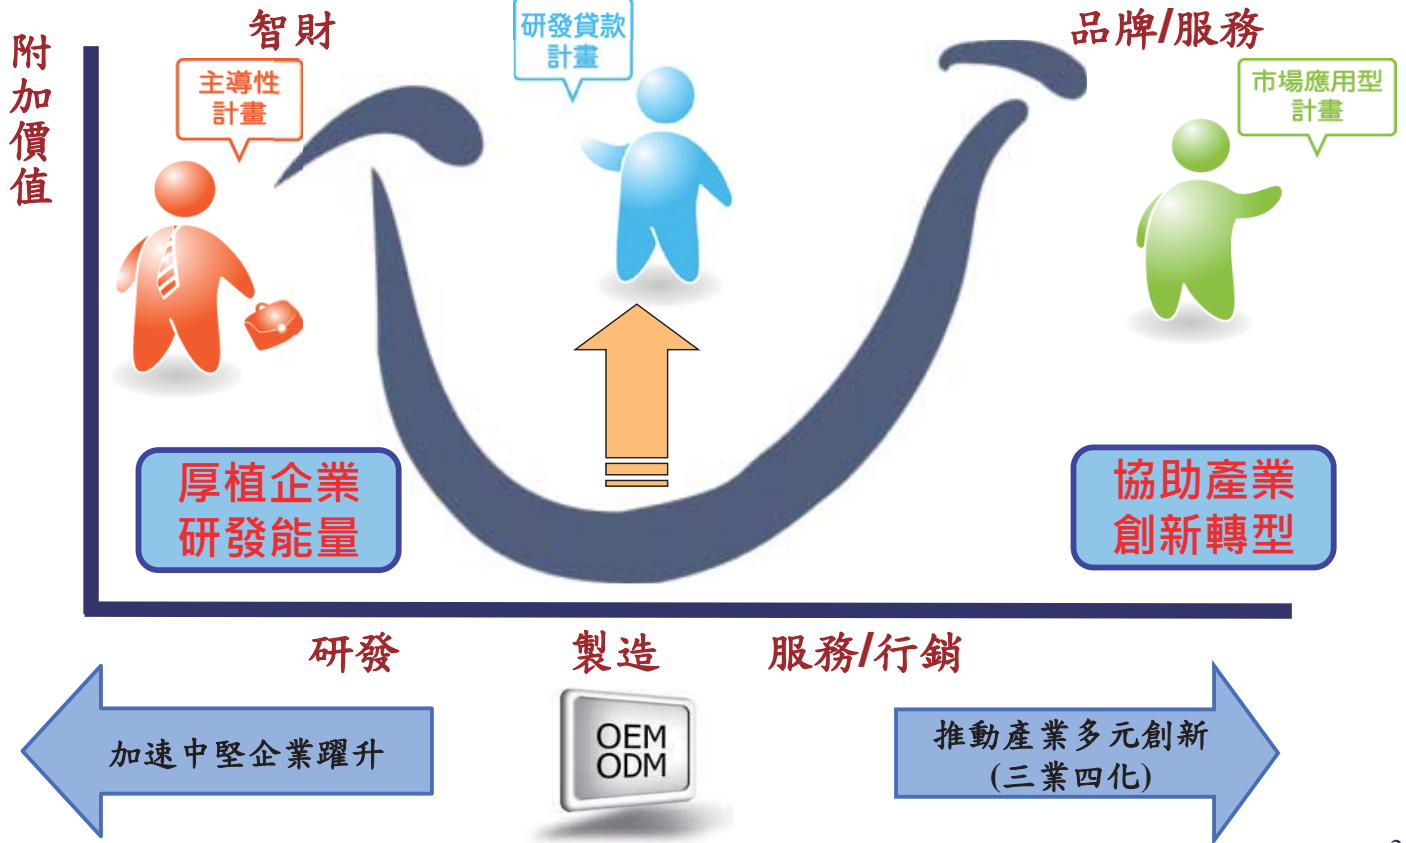 附
加
價
值
智財
品牌/服務
主導性
計畫
研發貸款
計畫
市場應用型
計畫
厚植企業
研發能量
協助產業
創新轉型
研發
製造
服務/行銷
加速中堅企業躍升
OEM
ODM
推動產業多元創新
(三業四化)